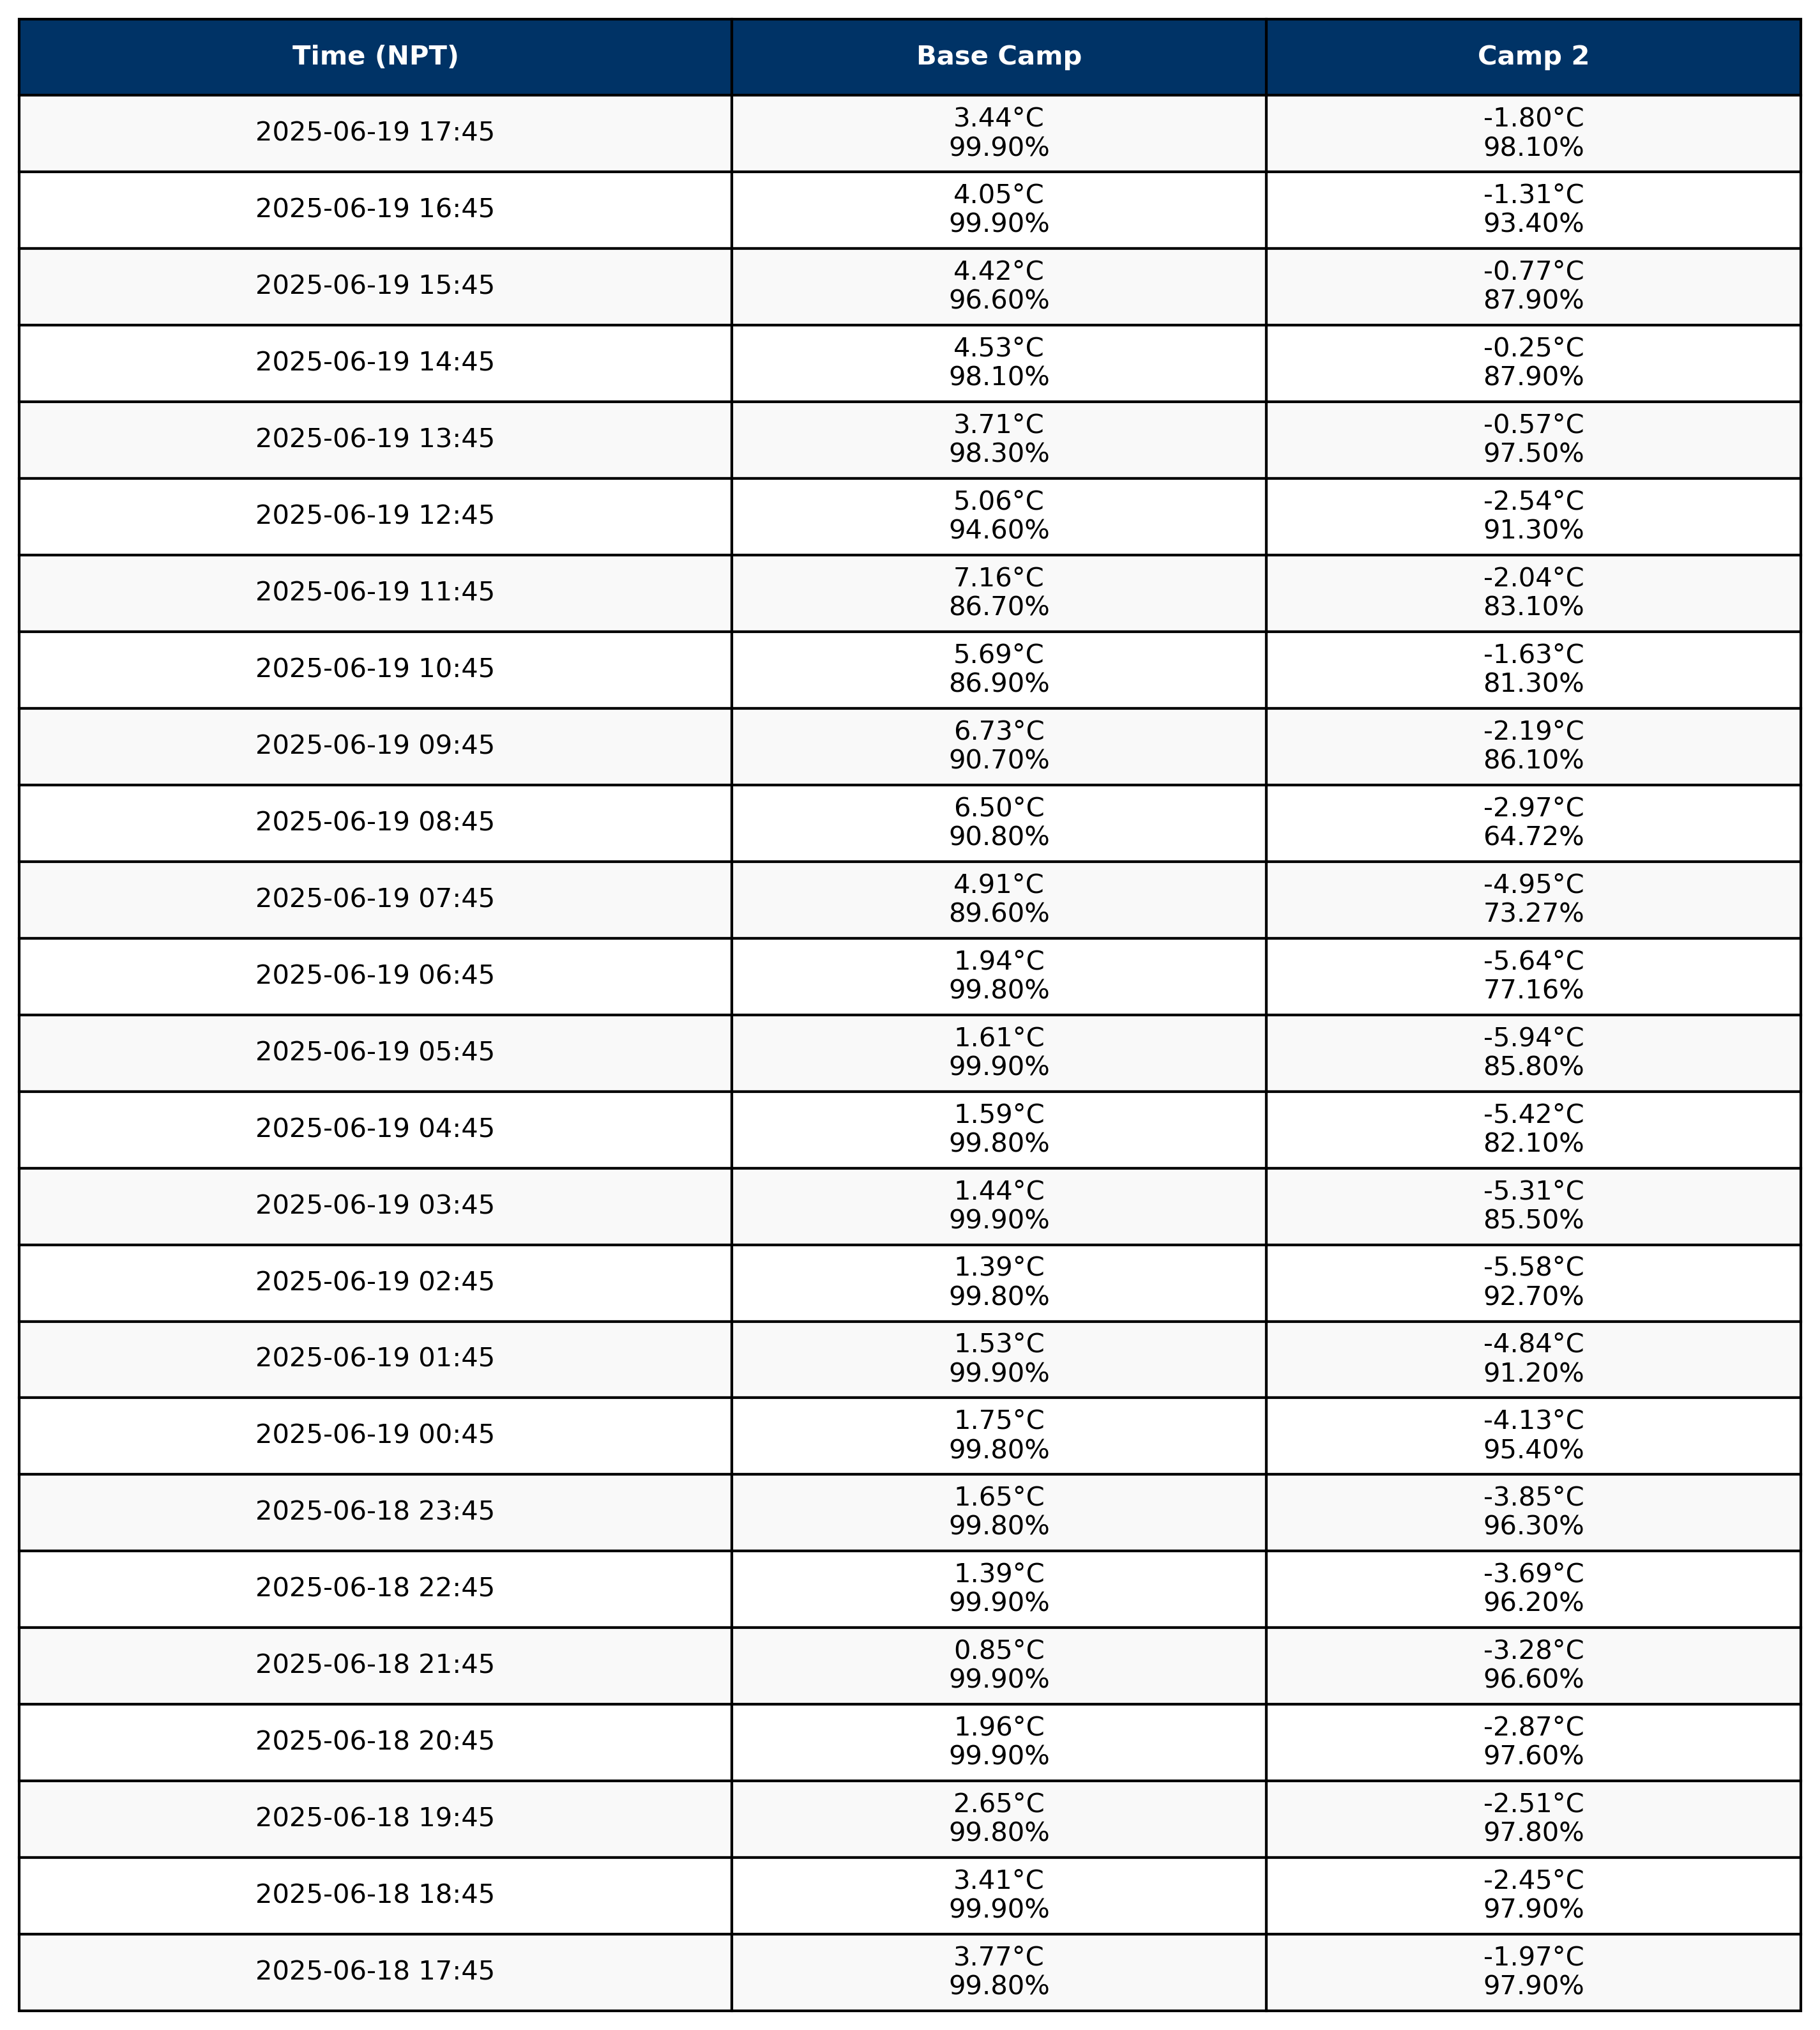 Time (NPT) Base Camp Camp 2
2025-06-19 17:45 3.44°C -1.80°C
99.90% 98.10%
2025-06-19 16:45 4.05°C -1.31°C
99.90% 93.40%
2025-06-19 15:45 4.42°C -0.77°C
96.60% 87.90%
2025-06-19 14:45 4.53°C -0.25°C
98.10% 87.90%
2025-06-19 13:45 3.71°C -0.57°C
98.30% 97.50%
2025-06-19 12:45 5.06°C -2.54°C
94.60% 91.30%
2025-06-19 11:45 7.16°C -2.04°C
86.70% 83.10%
2025-06-19 10:45 5.69°C -1.63°C
86.90% 81.30%
2025-06-19 09:45 6.73°C -2.19°C
90.70% 86.10%
2025-06-19 08:45 6.50°C -2.97°C
90.80% 64.72%
2025-06-19 07:45 4.91°C -4.95°C
89.60% 73.27%
2025-06-19 06:45 1.94°C -5.64°C
99.80% 77.16%
2025-06-19 05:45 1.61°C -5.94°C
99.90% 85.80%
2025-06-19 04:45 1.59°C -5.42°C
99.80% 82.10%
2025-06-19 03:45 1.44°C -5.31°C
99.90% 85.50%
2025-06-19 02:45 1.39°C -5.58°C
99.80% 92.70%
2025-06-19 01:45 1.53°C -4.84°C
99.90% 91.20%
2025-06-19 00:45 1.75°C -4.13°C
99.80% 95.40%
2025-06-18 23:45 1.65°C -3.85°C
99.80% 96.30%
2025-06-18 22:45 1.39°C -3.69°C
99.90% 96.20%
2025-06-18 21:45 0.85°C -3.28°C
99.90% 96.60%
2025-06-18 20:45 1.96°C -2.87°C
99.90% 97.60%
2025-06-18 19:45 2.65°C -2.51°C
99.80% 97.80%
2025-06-18 18:45 3.41°C -2.45°C
99.90% 97.90%
2025-06-18 17:45 3.77°C -1.97°C
99.80% 97.90%